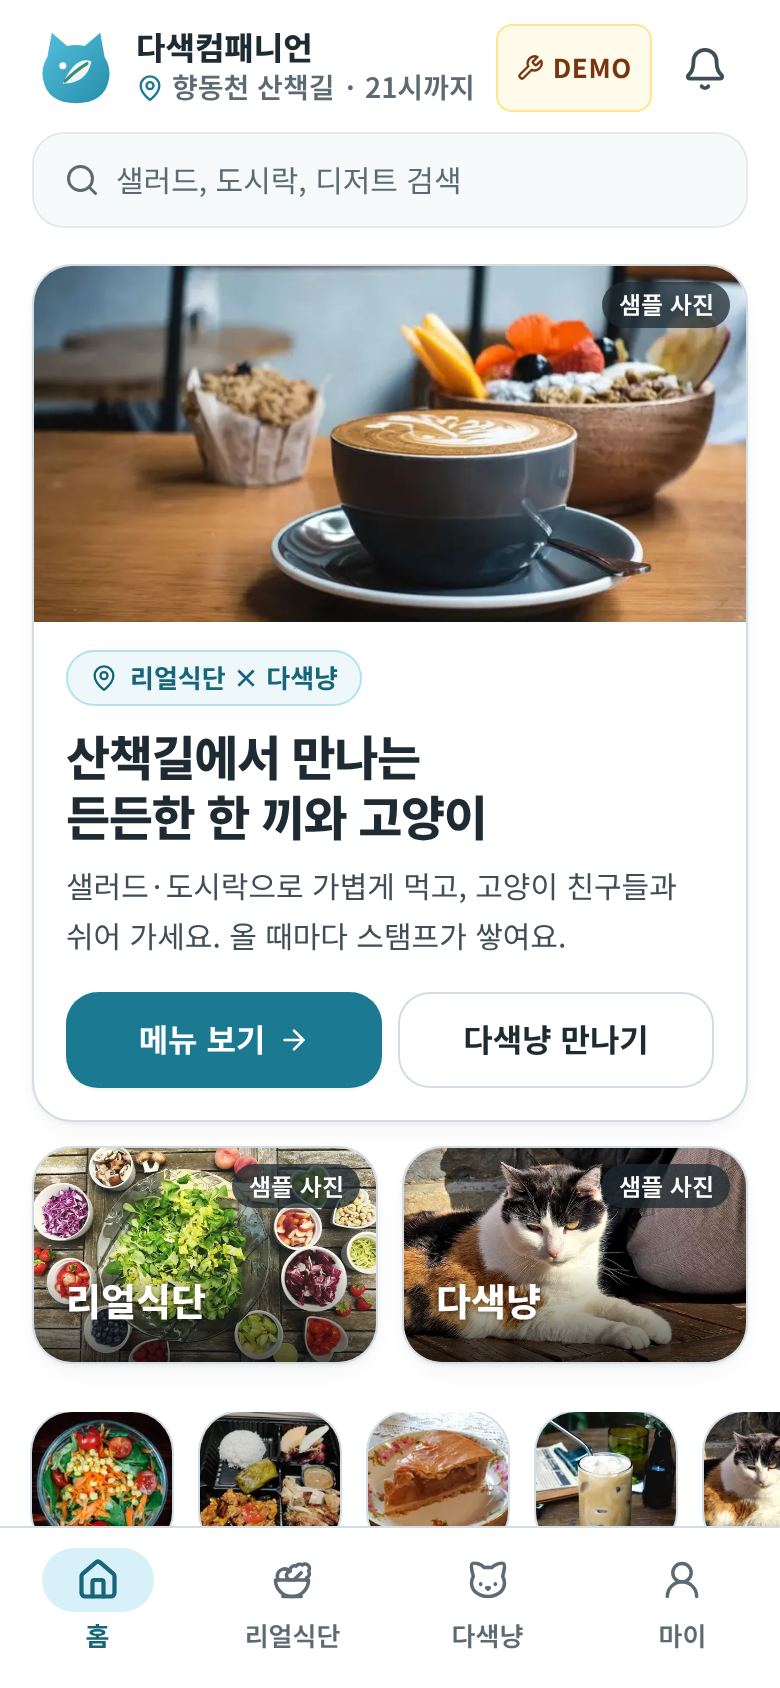 다색컴패니언
향동천 산책길 · 21시까지
DEMO
샐러드, 도시락, 디저트 검색
샘플 사진
리얼식단 × 다색냥
산책길에서 만나는
든든한 한 끼와 고양이
샐러드·도시락으로 가볍게 먹고, 고양이 친구들과
쉬어 가세요. 올 때마다 스탬프가 쌓여요.
메뉴 보기 →
다색냥 만나기
샘플 사진
리얼식단
샘플 사진
다색냥
홈
리얼식단
다색냥
마이